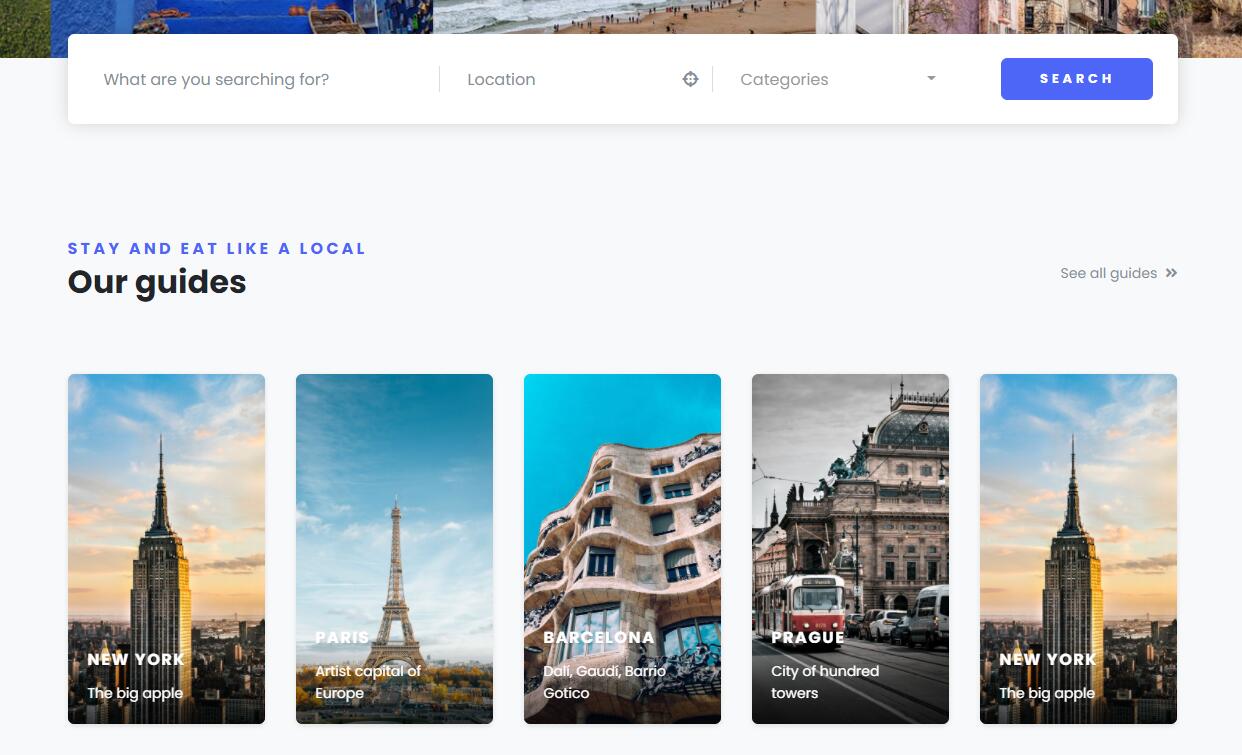 What are you searching for?
Location
Categories
SEARCH
STAY AND EAT LIKE A LOCAL
Our guides
See all guides
NEW YORK
The big apple
PARIS
Artist capital of
Europe
BARCELONA
Dalí, Gaudí, Barrio
Gotico
PRAGUE
City of hundred
towers
NEW YORK
The big apple